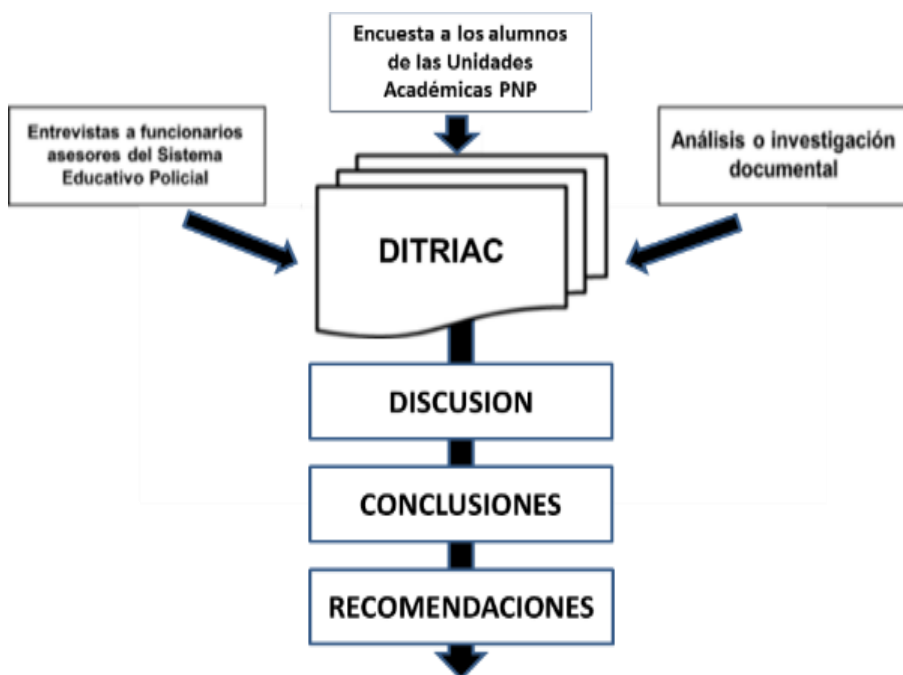 Encuesta a los alumnos
de las Unidades
Académicas PNP
Entrevistas a funcionarios
asesores del Sistema
Educativo Policial
Análisis o investigación
documental
DITRIAC
DISCUSION
CONCLUSIONES
RECOMENDACIONES